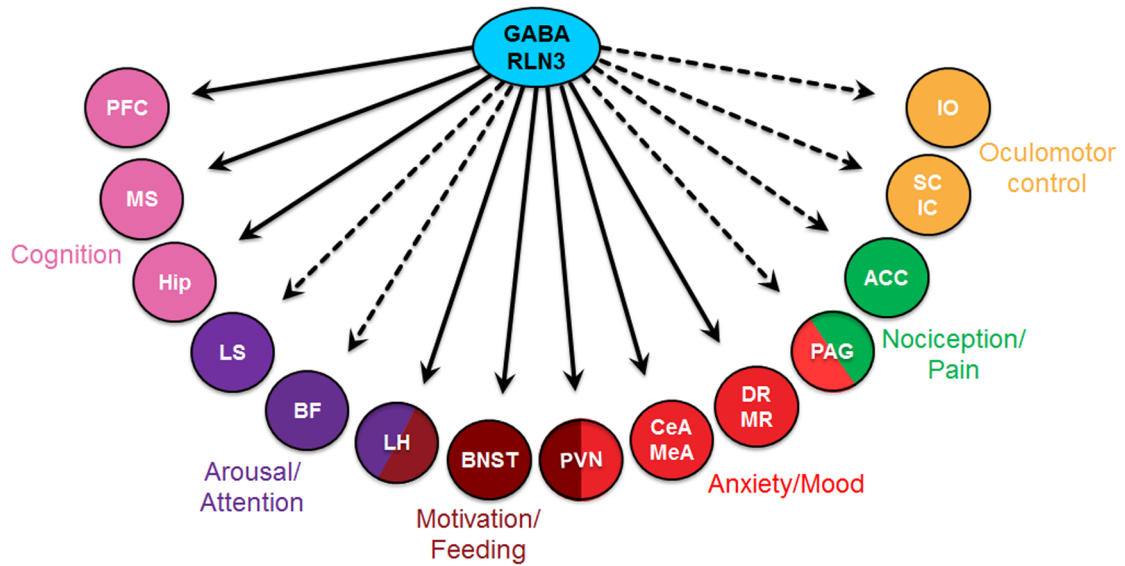 GABA
RLN3
PFC
MS
Cognition
Hip
LS
BF
Arousal/
Attention
LH
BNST
Motivation/
Feeding
PVN
CeA
MeA
Anxiety/Mood
DR
MR
PAG
Nociception/
Pain
ACC
SC
IC
Oculomotor
control
IO